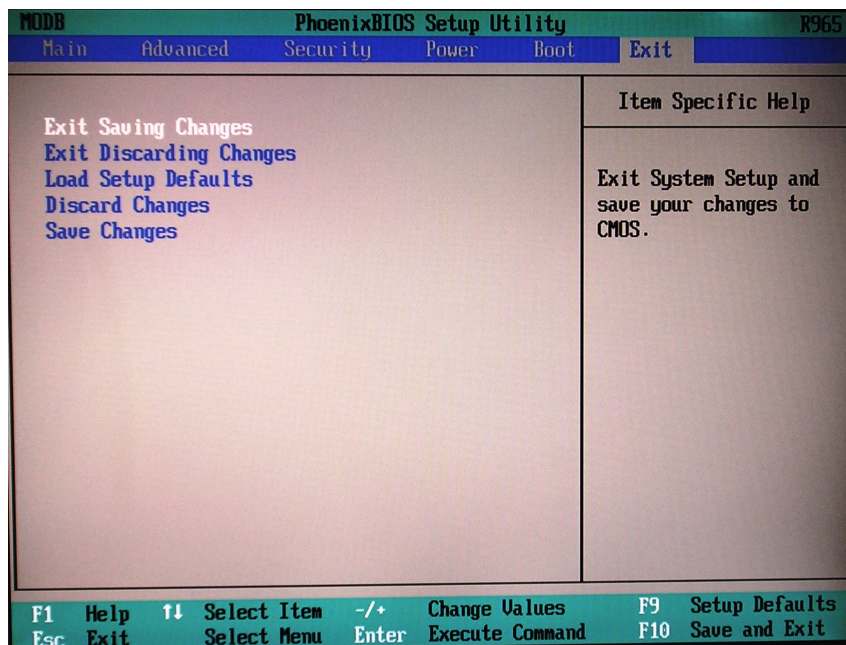 MODB PhoenixBIOS Setup Utility R965
Main Advanced Security Power Boot Exit
Item Specific Help
Exit Saving Changes
Exit Discarding Changes
Load Setup Defaults
Discard Changes
Save Changes
Exit System Setup and
save your changes to
CMOS.
F1 Help ↑↓ Select Item -/+ Change Values F9 Setup Defaults
Esc Exit Select Menu Enter Execute Command F10 Save and Exit